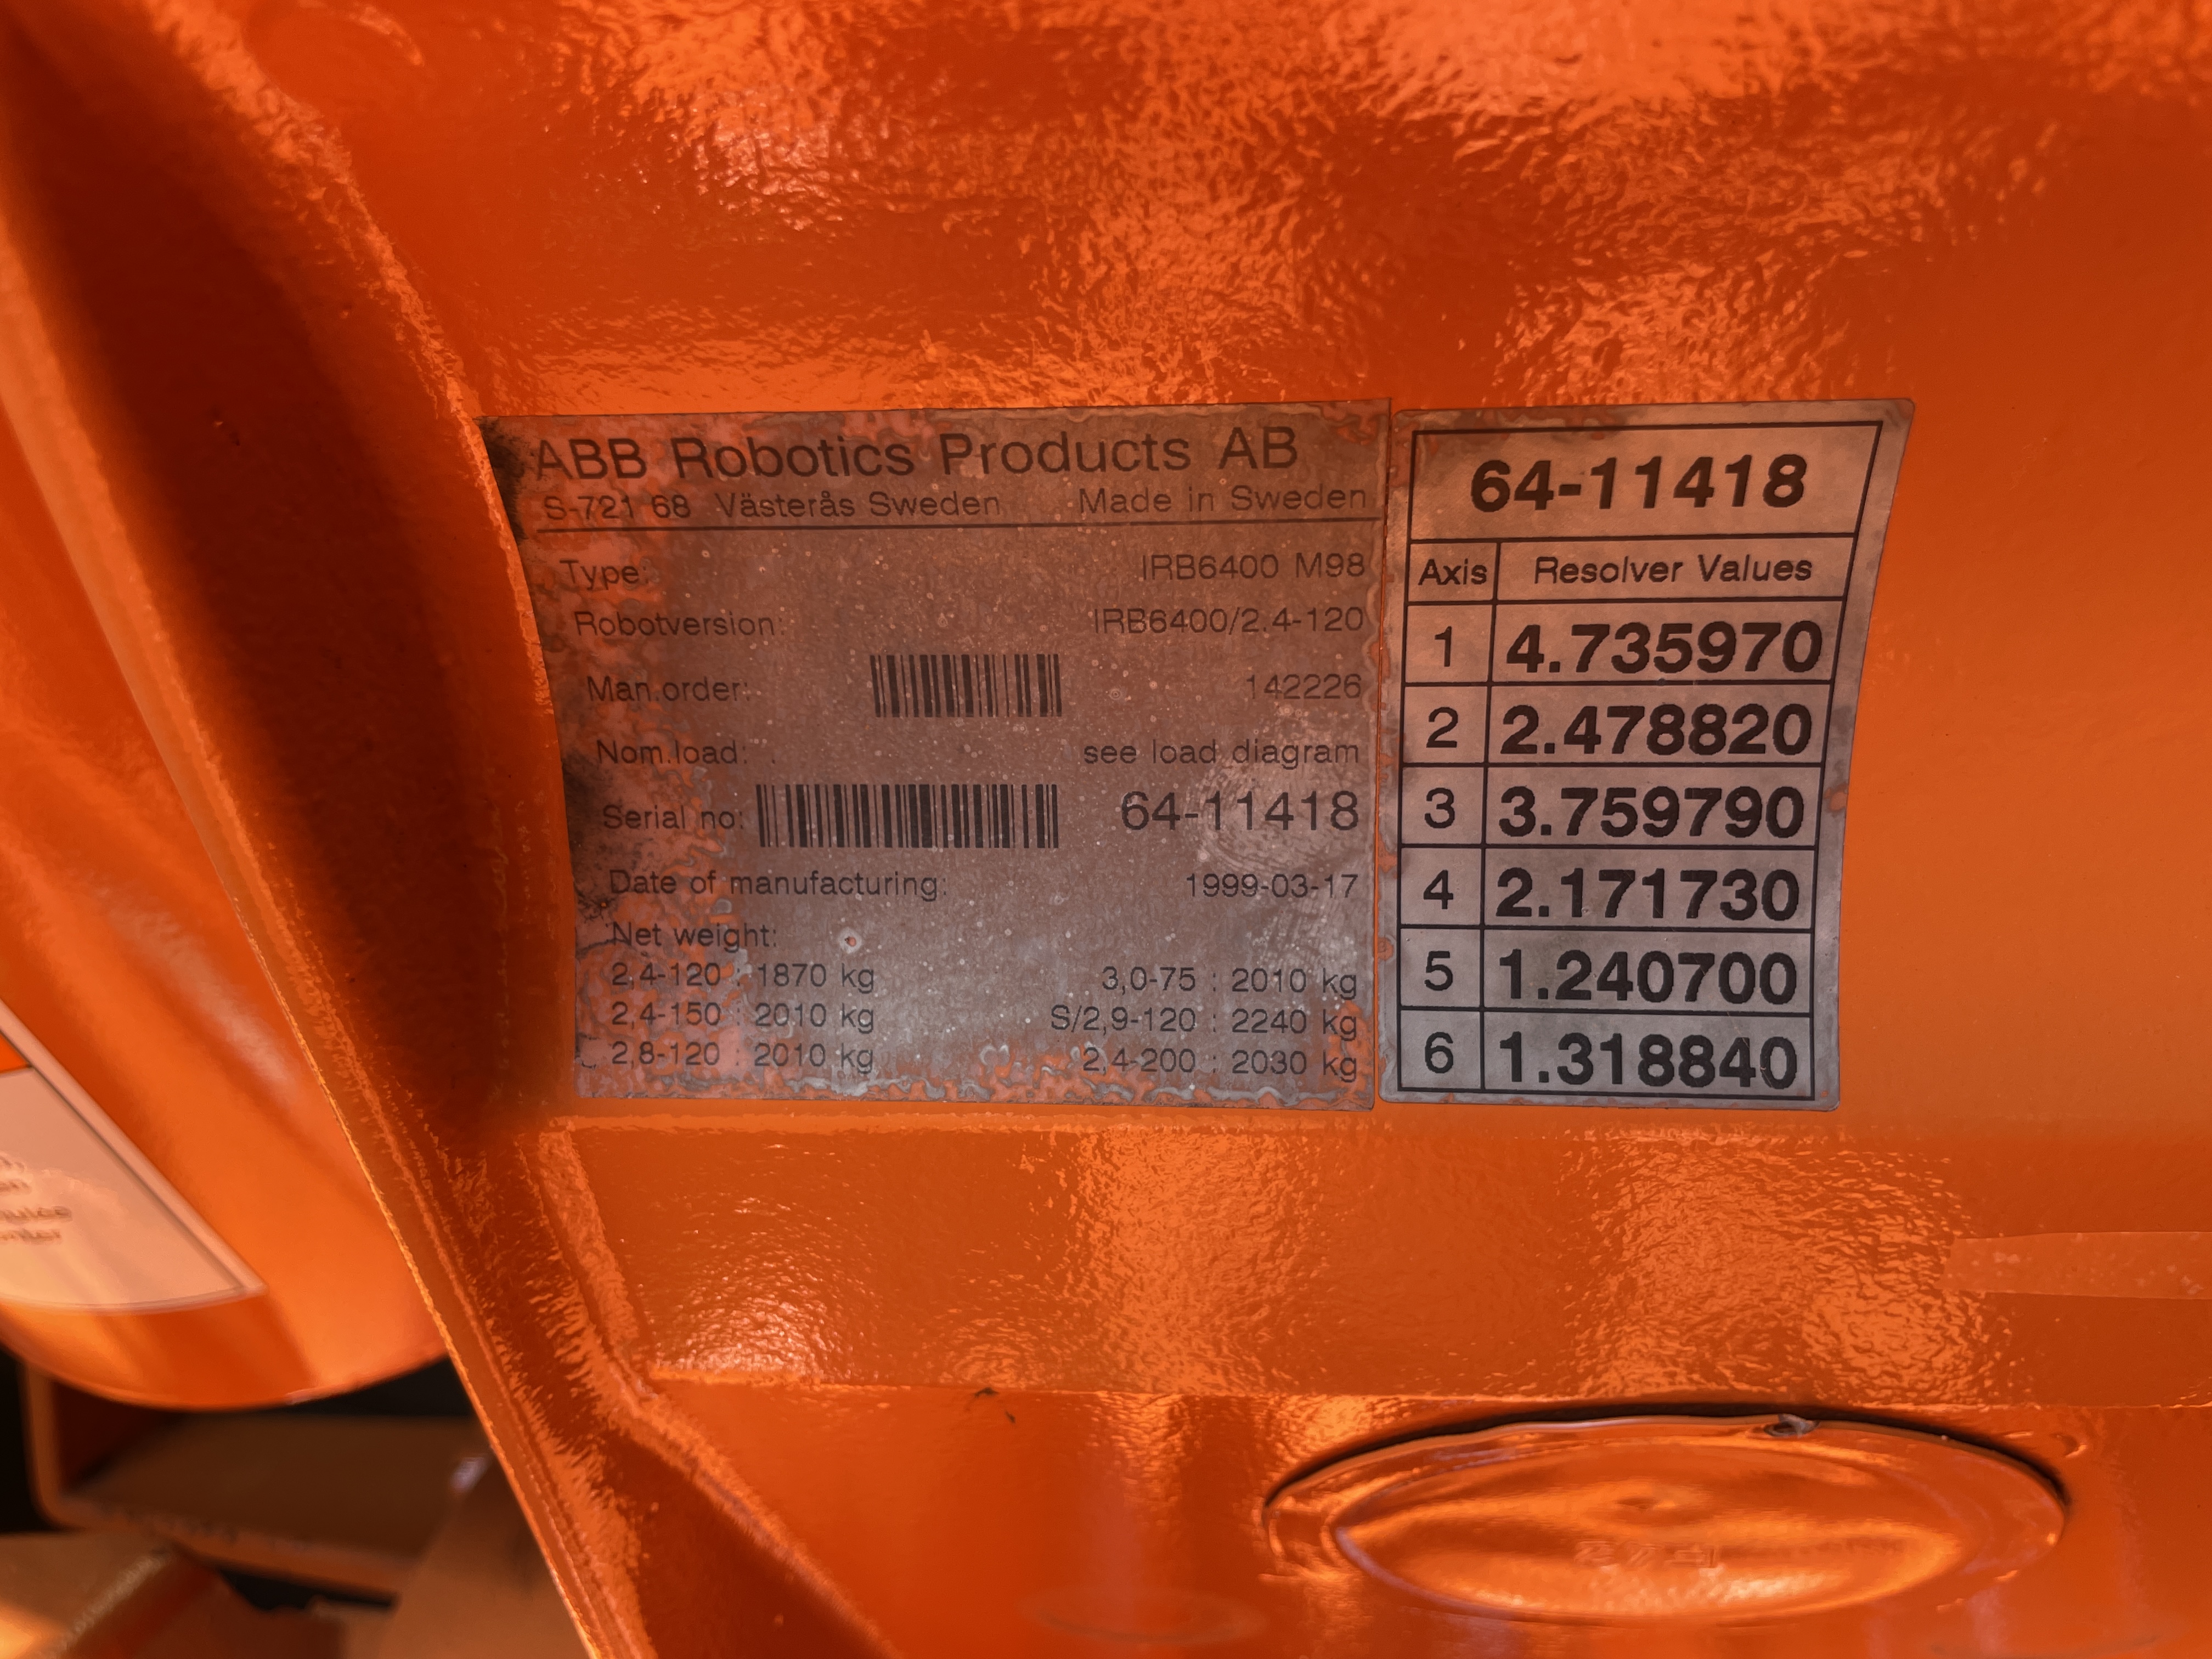 ABB Robotics Products AB
S-721 68 Västerås Sweden Made in Sweden
Type: IRB6400 M98
Robotversion: IRB6400/2.4-120
Man.order: 142226
Nom.load: see load diagram
Serial no: 64-11418
Date of manufacturing: 1999-03-17
Net weight:
2,4-120 : 1870 kg 3,0-75 : 2010 kg
2,4-150 : 2010 kg S/2,9-120 : 2240 kg
2,8-120 : 2010 kg 2,4-200 : 2030 kg
64-11418
Axis Resolver Values
1 4.735970
2 2.478820
3 3.759790
4 2.171730
5 1.240700
6 1.318840